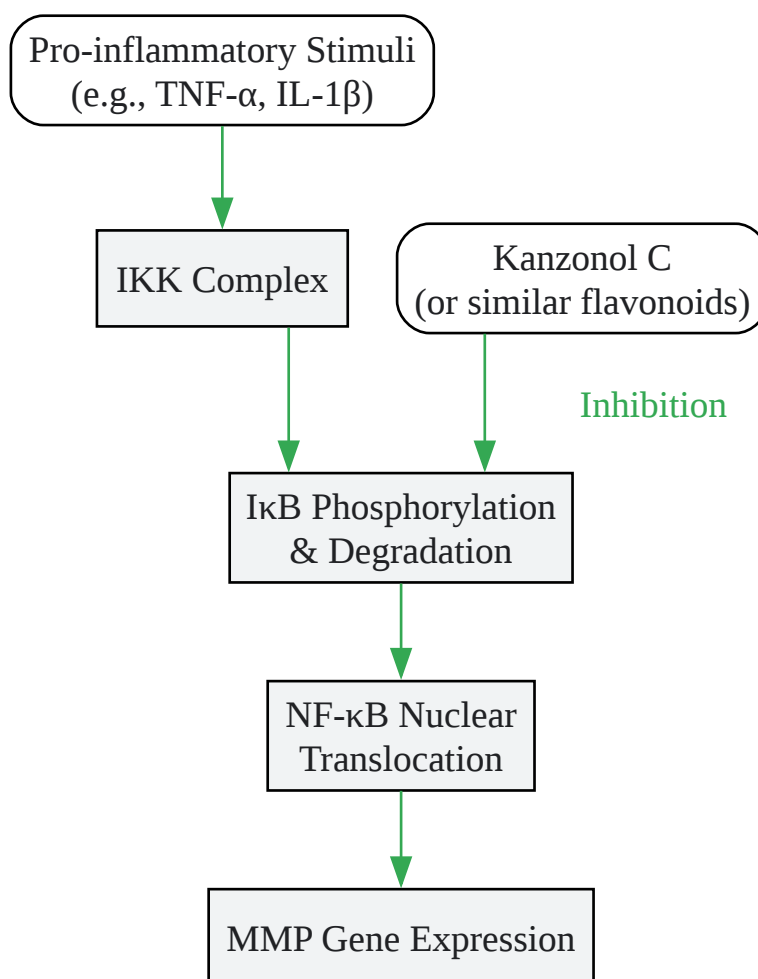 Pro-inflammatory Stimuli
(e.g., TNF-α, IL-1β)
IKK Complex
Kanzonol C
(or similar flavonoids)
Inhibition
IκB Phosphorylation
& Degradation
NF-κB Nuclear
Translocation
MMP Gene Expression